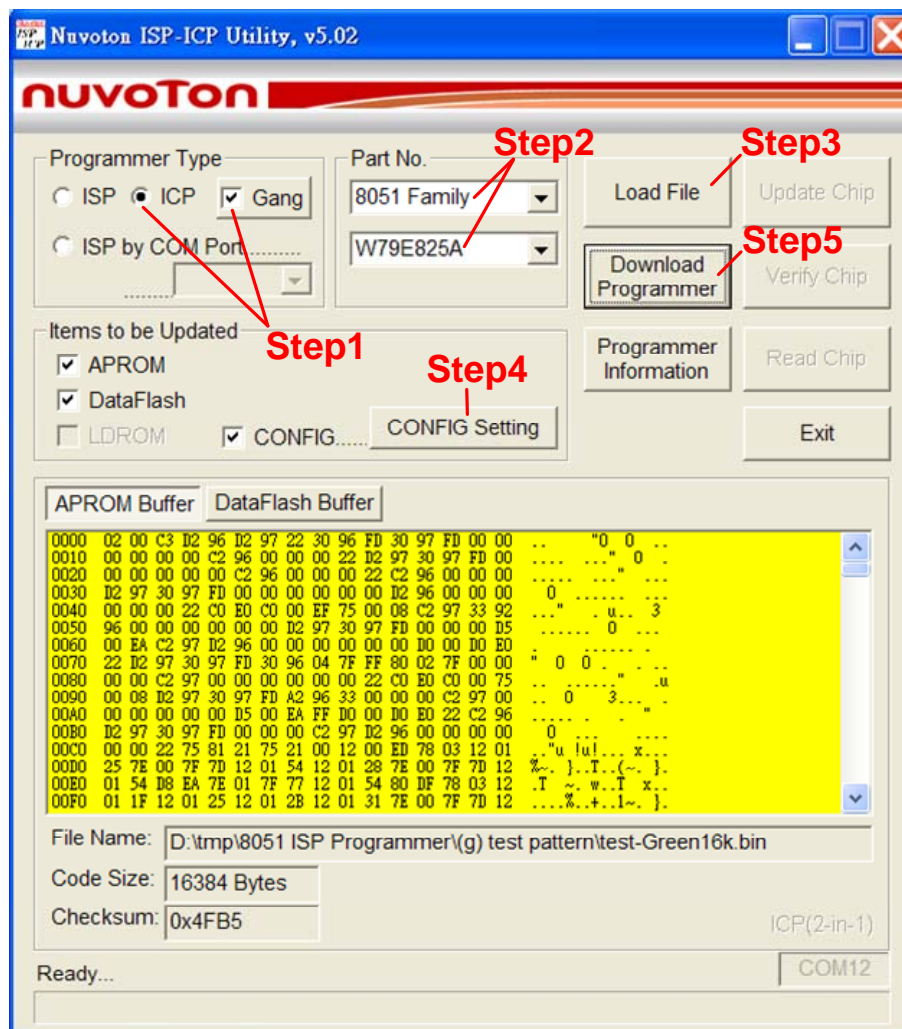 Nuvoton ISP-ICP Utility, v5.02
nuvoTon
Step2
Step3
Programmer Type
Part No.
ISP ICP Gang
8051 Family
Load File
Update Chip
ISP by COM Port..........
W79E825A
Step5
Download Programmer
Verify Chip
Items to be Updated
Step1
APROM
Step4
Programmer Information
Read Chip
DataFlash
LDROM
CONFIG......
CONFIG Setting
Exit
APROM Buffer DataFlash Buffer
0000 02 00 C3 D2 96 D2 97 22 30 96 FD 30 97 FD 00 00 .. "0 0 ..
0010 00 00 00 00 C2 96 00 00 00 22 D2 97 30 97 FD 00 .... ..." 0 .
0020 00 00 00 00 00 C2 96 00 00 00 22 C2 96 00 00 00 ..... ..." ...
0030 D2 97 30 97 FD 00 00 00 00 00 00 D2 96 00 00 00 0 ...... ...
0040 00 00 00 22 C0 E0 C0 00 EF 75 00 08 C2 97 33 92 ..." . u.. 3
0050 96 00 00 00 00 00 00 D2 97 30 97 FD 00 00 00 D5 ...... 0 ...
0060 00 EA C2 97 D2 96 00 00 00 00 00 00 D0 00 D0 E0 . ...... .
0070 22 D2 97 30 97 FD 30 96 04 7F FF 80 02 7F 00 00 " 0 0 . . ..
0080 00 00 C2 97 00 00 00 00 00 00 22 C0 E0 C0 00 75 .. ......" .u
0090 00 08 D2 97 30 97 FD A2 96 33 00 00 00 00 C2 97 00 .. 0 3.... .
00A0 00 00 00 00 00 D5 00 EA FF D0 00 D0 E0 22 C2 96 ..... . . "
00B0 D2 97 30 97 FD 00 00 00 C2 97 D2 96 00 00 00 00 0 ... ....
00C0 00 00 22 75 81 21 75 21 00 12 00 ED 78 03 12 01 .."u !u!... x...
00D0 25 7E 00 7F 7D 12 01 54 12 01 28 7E 00 7F 7D 12 %~. }..T..(~. }.
00E0 01 54 D8 EA 7E 01 7F 77 12 01 54 80 DF 78 03 12 .T ~. w..T x..
00F0 01 1F 12 01 25 12 01 2B 12 01 31 7E 00 7F 7D 12 ....%..+..1~. }.
File Name: D:\tmp\8051 ISP Programmer\(g) test pattern\test-Green16k.bin
Code Size: 16384 Bytes
Checksum: 0x4FB5
ICP(2-in-1)
Ready...
COM12